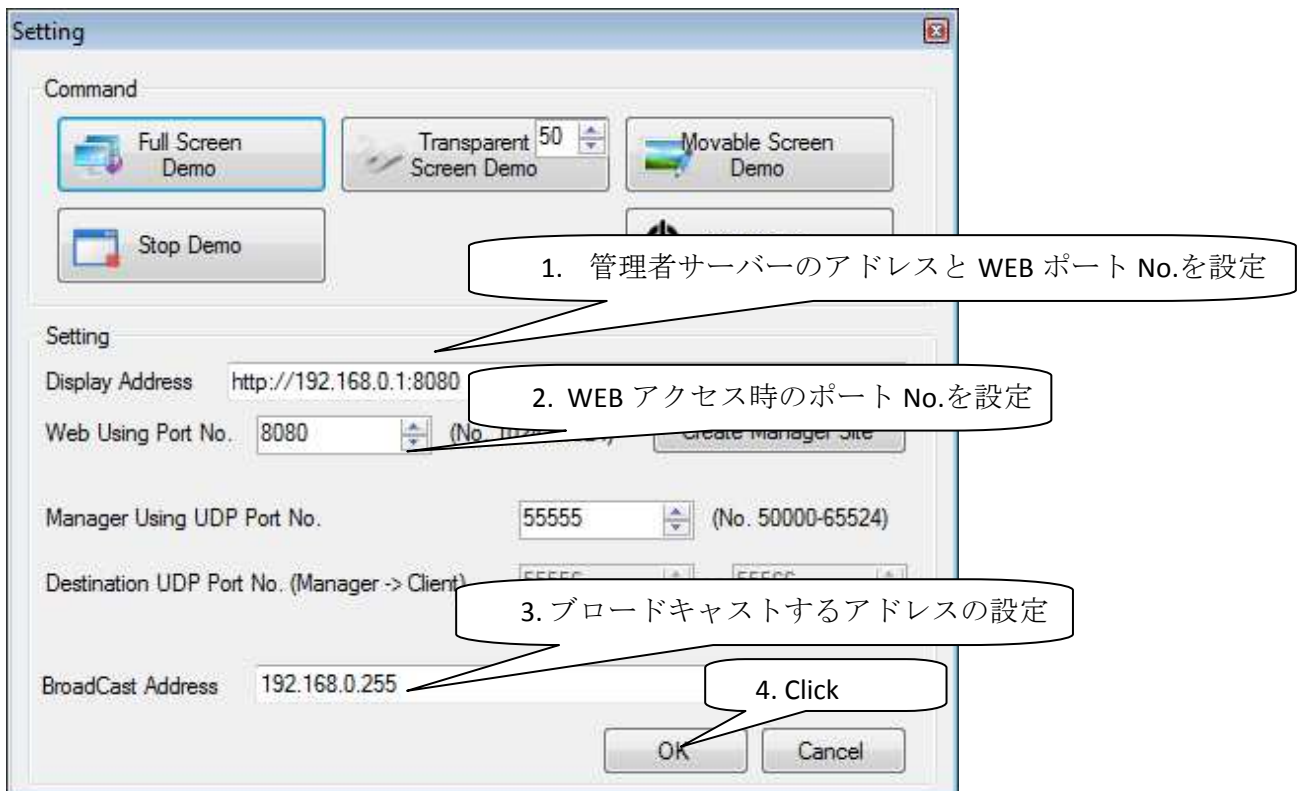 Setting
Command
Full Screen
Demo
Transparent
Screen Demo
50
Movable Screen
Demo
Stop Demo
1. 管理者サーバーのアドレスと WEB ポート No.を設定
Setting
Display Address http://192.168.0.1:8080
2. WEB アクセス時のポート No.を設定
Web Using Port No. 8080 (No.
Create Manager Site
Manager Using UDP Port No. 55555 (No. 50000-65524)
Destination UDP Port No. (Manager -> Client) 55556 55566
3. ブロードキャストするアドレスの設定
BroadCast Address 192.168.0.255
4. Click
OK Cancel